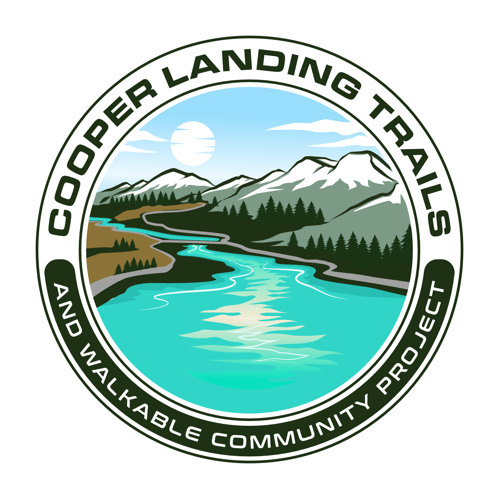 COOPER LANDING TRAILS
AND WALKABLE COMMUNITY PROJECT